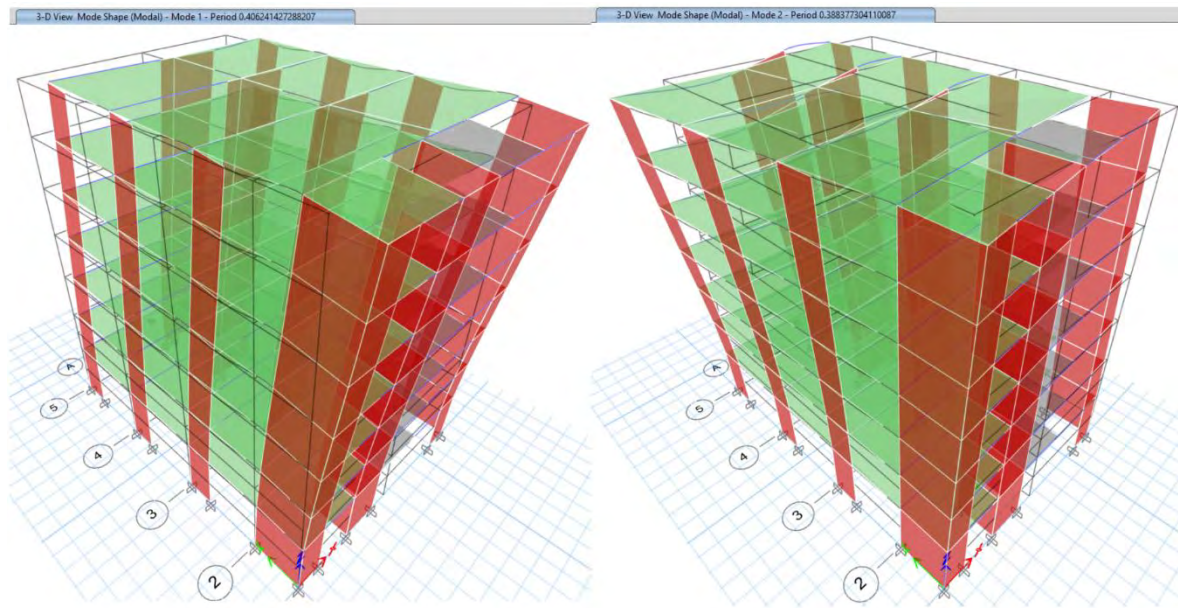 3-D View Mode Shape (Modal) - Mode 1 - Period 0.406241427288207
3-D View Mode Shape (Modal) - Mode 2 - Period 0.388377304110087
A
5
4
3
2
A
5
4
3
2